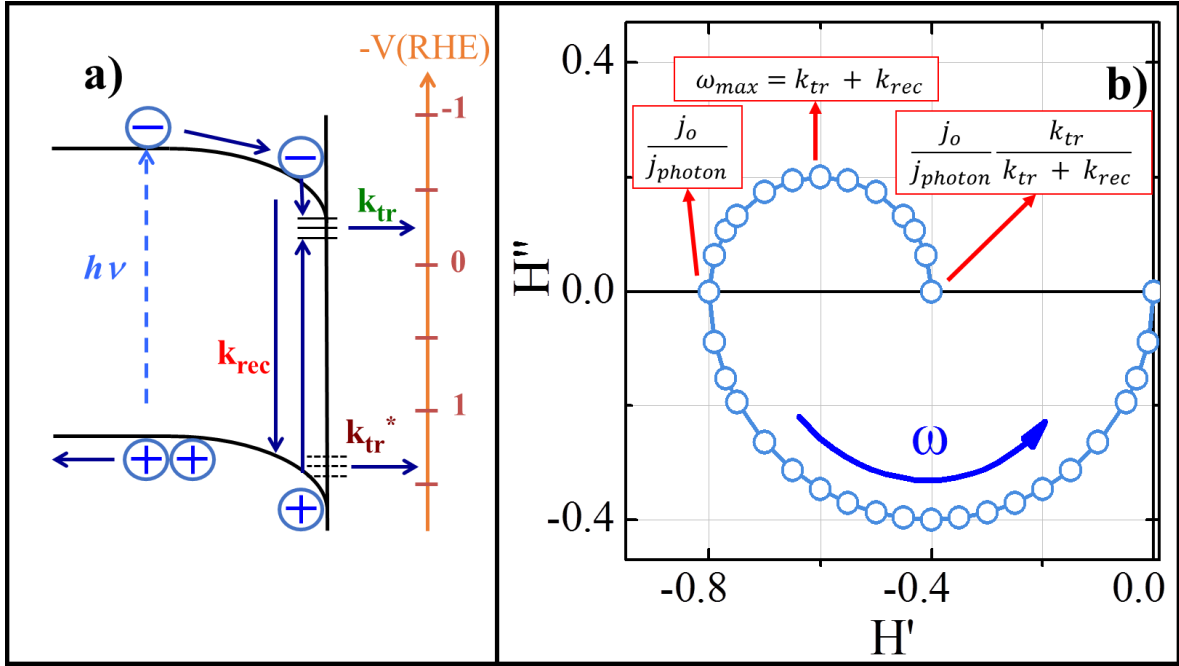 a)
-V(RHE)
-1
0
1
−
−
hν
k_tr
k_rec
k_tr*
+ +
+
b)
H''
0.4
0.0
-0.4
ω_max = k_tr + k_rec
j_o / j_photon
j_o / j_photon k_tr / k_tr + k_rec
ω
-0.8 -0.4 0.0
H'